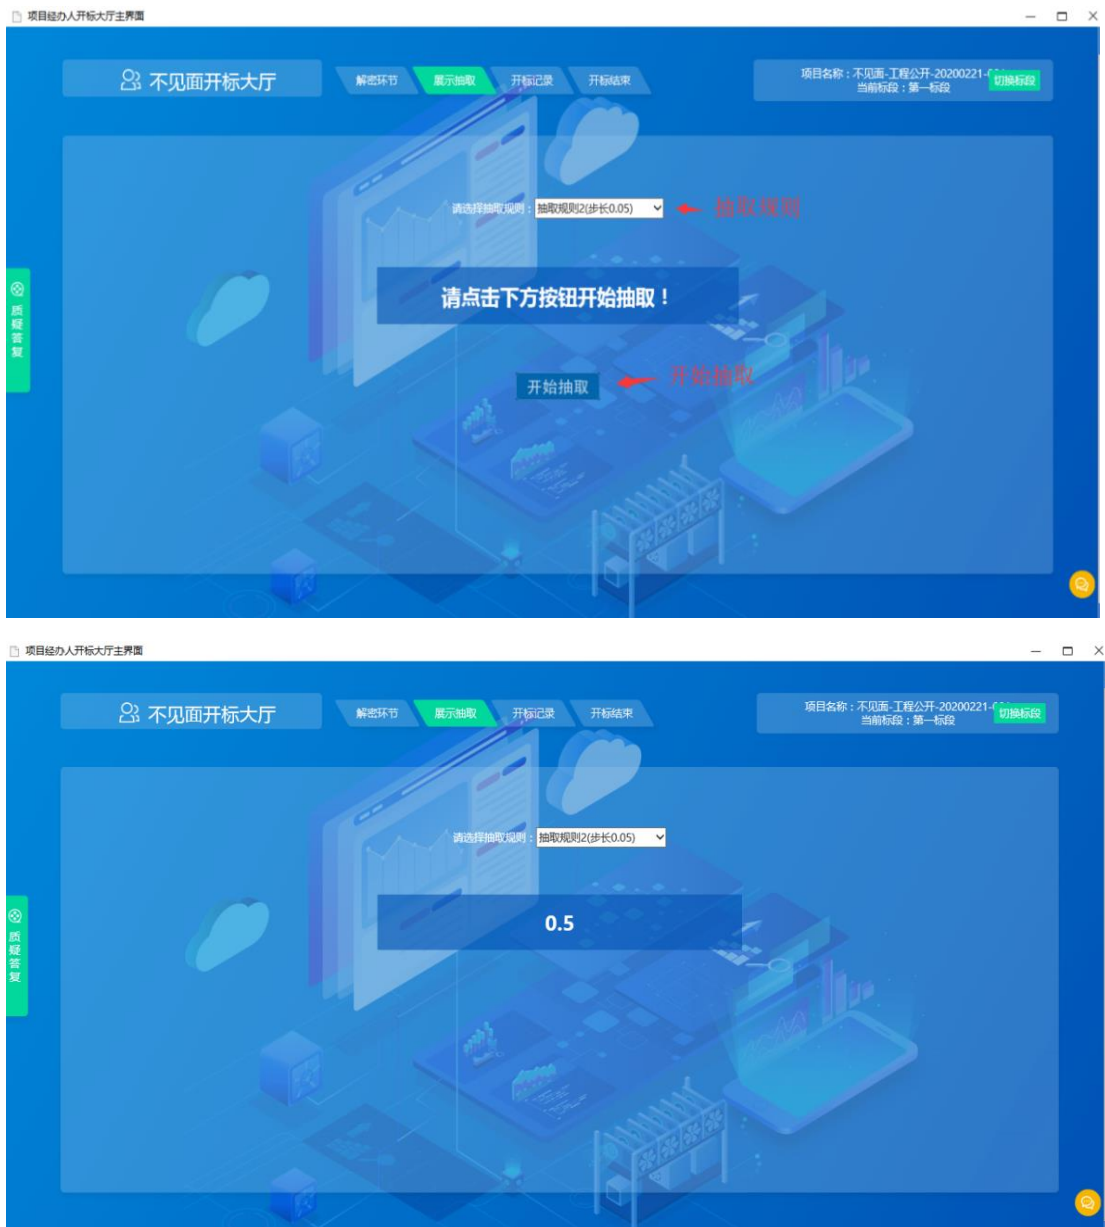 项目经办人开标大厅主界面
不见面开标大厅
解密环节 展示抽取 开标记录 开标结束
项目名称：不见面-工程公开-20200221-
切换标段
当前标段：第一标段
请选择抽取规则： 抽取规则2(步长0.05)
抽取规则
请点击下方按钮开始抽取！
质疑答复
开始抽取
开始抽取
项目经办人开标大厅主界面
不见面开标大厅
解密环节 展示抽取 开标记录 开标结束
项目名称：不见面-工程公开-20200221-
切换标段
当前标段：第一标段
请选择抽取规则： 抽取规则2(步长0.05)
0.5
质疑答复